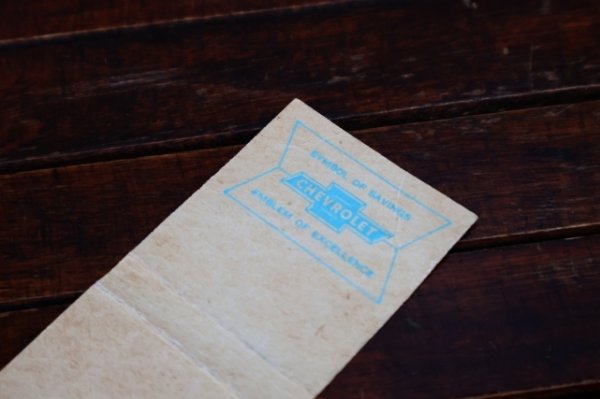 SYMBOL OF SAVINGS
CHEVROLET
EMBLEM OF EXCELLENCE